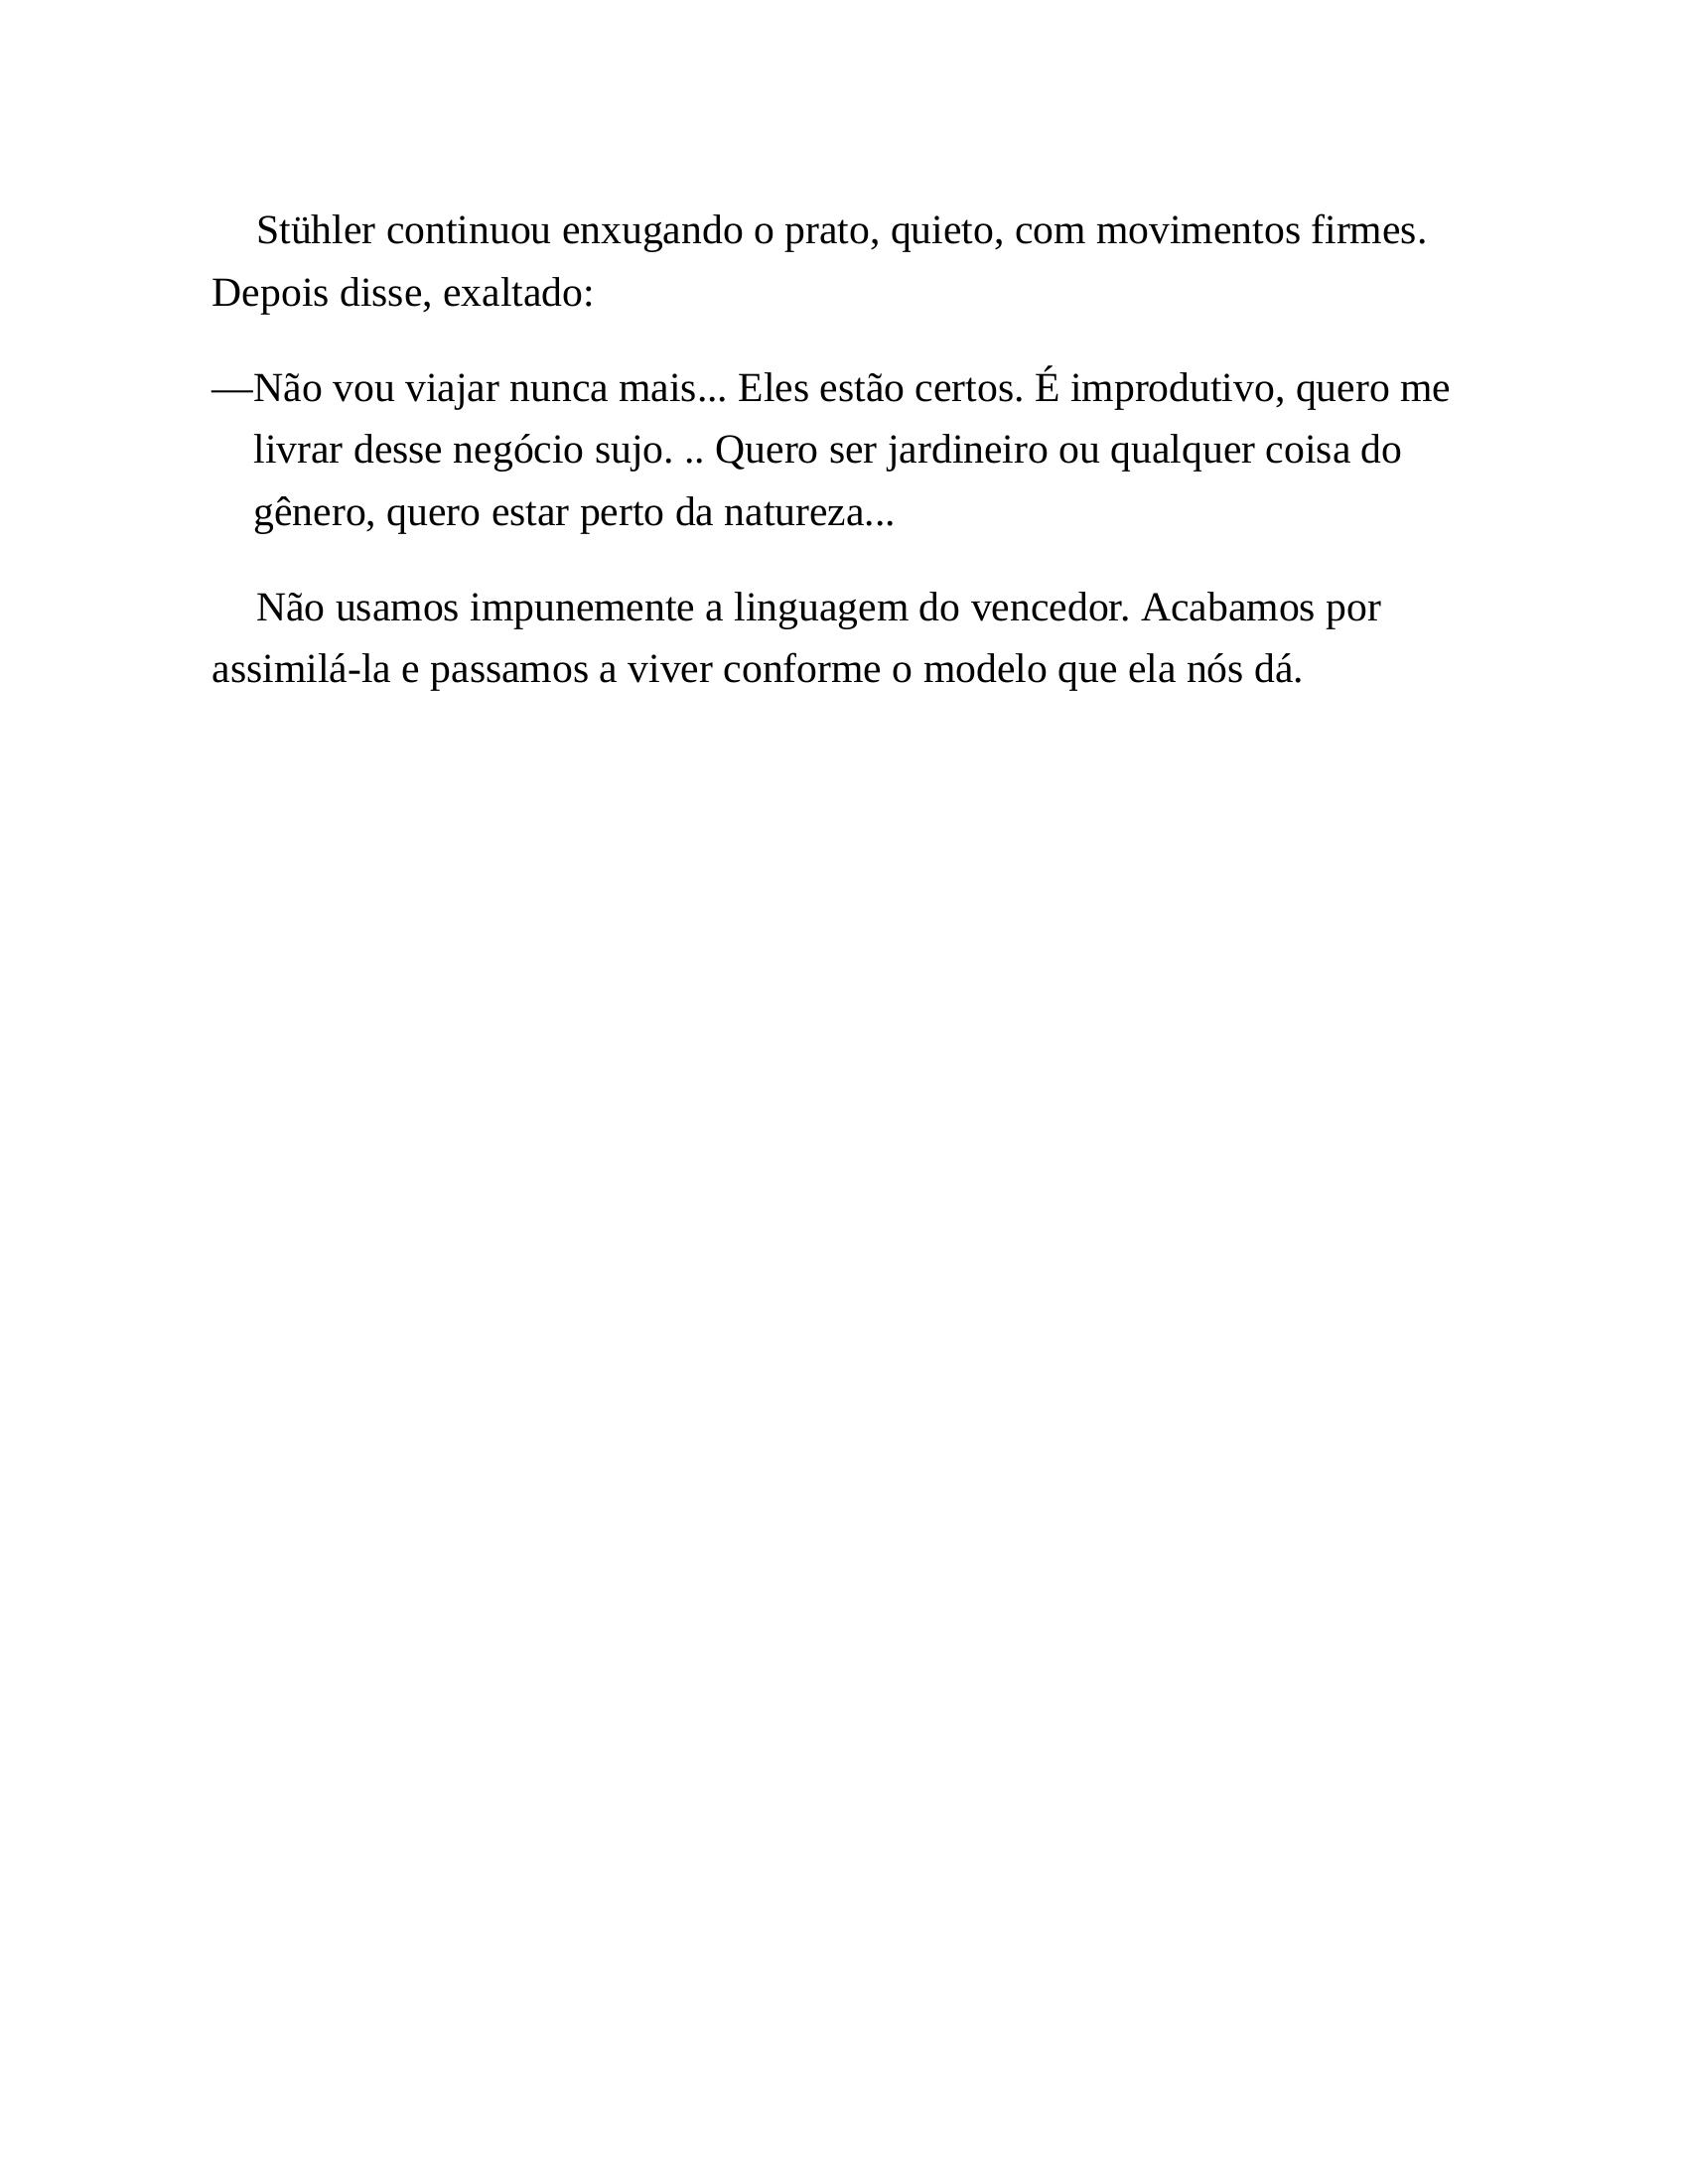 Stühler continuou enxugando o prato, quieto, com movimentos firmes.
Depois disse, exaltado:
—Não vou viajar nunca mais... Eles estão certos. É improdutivo, quero me
livrar desse negócio sujo. .. Quero ser jardineiro ou qualquer coisa do
gênero, quero estar perto da natureza...
Não usamos impunemente a linguagem do vencedor. Acabamos por
assimilá-la e passamos a viver conforme o modelo que ela nós dá.